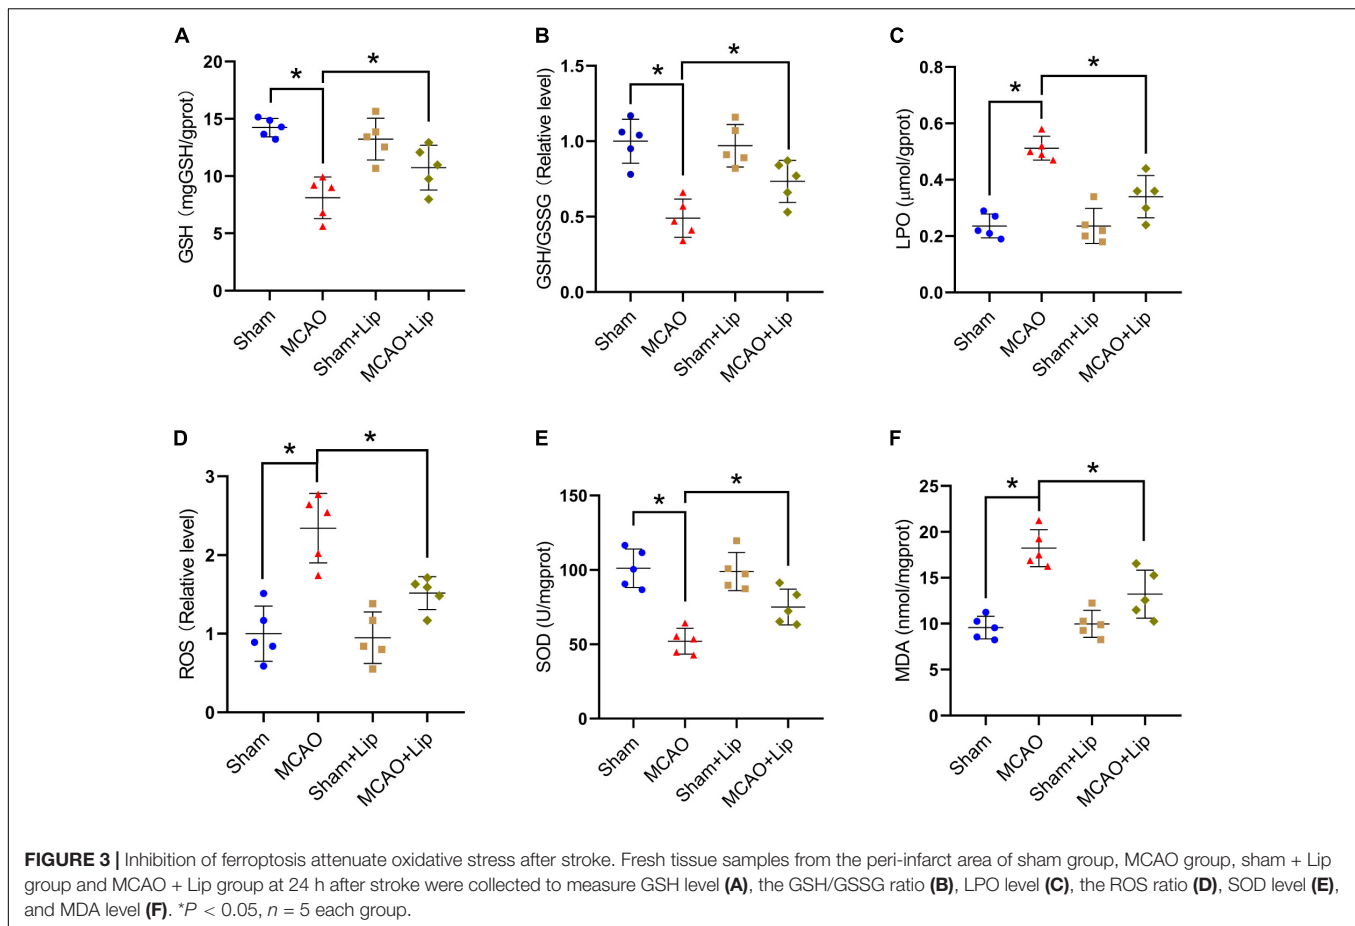 A
GSH (mgGSH/gprot)
20
15
10
5
0
*
*
Sham
MCAO
Sham+Lip
MCAO+Lip
B
GSH/GSSG (Relative level)
1.5
1.0
0.5
0.0
*
*
Sham
MCAO
Sham+Lip
MCAO+Lip
C
LPO (μmol/gprot)
0.8
0.6
0.4
0.2
0.0
*
*
Sham
MCAO
Sham+Lip
MCAO+Lip
D
ROS (Relative level)
3
2
1
0
*
*
Sham
MCAO
Sham+Lip
MCAO+Lip
E
SOD (U/mgprot)
150
100
50
0
*
*
Sham
MCAO
Sham+Lip
MCAO+Lip
F
MDA (nmol/mgprot)
25
20
15
10
5
0
*
*
Sham
MCAO
Sham+Lip
MCAO+Lip
FIGURE 3 | Inhibition of ferroptosis attenuate oxidative stress after stroke. Fresh tissue samples from the peri-infarct area of sham group, MCAO group, sham + Lip
group and MCAO + Lip group at 24 h after stroke were collected to measure GSH level (A), the GSH/GSSG ratio (B), LPO level (C), the ROS ratio (D), SOD level (E),
and MDA level (F). *P < 0.05, n = 5 each group.